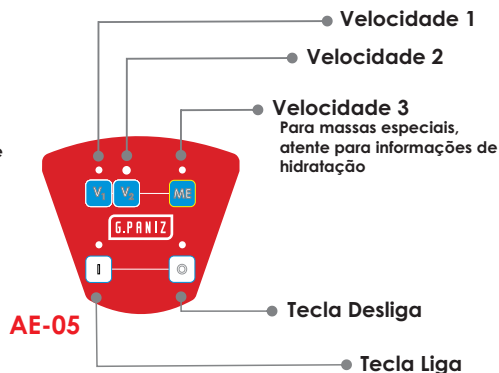 Velocidade 1
Velocidade 2
Velocidade 3
Para massas especiais,
atente para informações de
hidratação
e
V1 V2 ME
G.PANIZ
I O
Tecla Desliga
AE-05
Tecla Liga